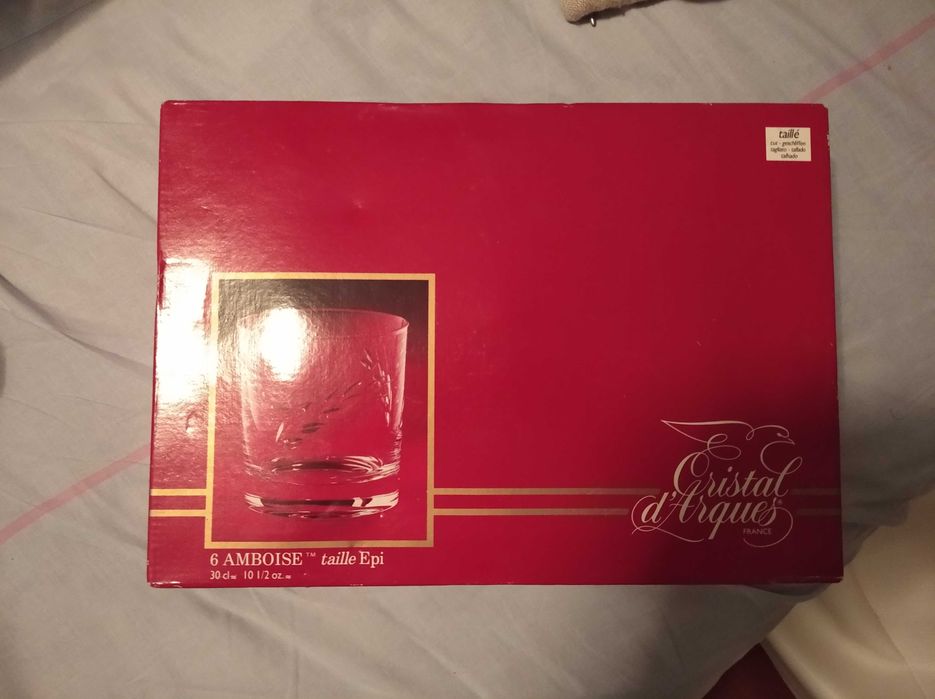 taillé
cut - geschliffen
tagliato - tallado
talhado
Cristal
d'Arques®
FRANCE
6 AMBOISE™ taille Epi
30 cl 10 1/2 oz.